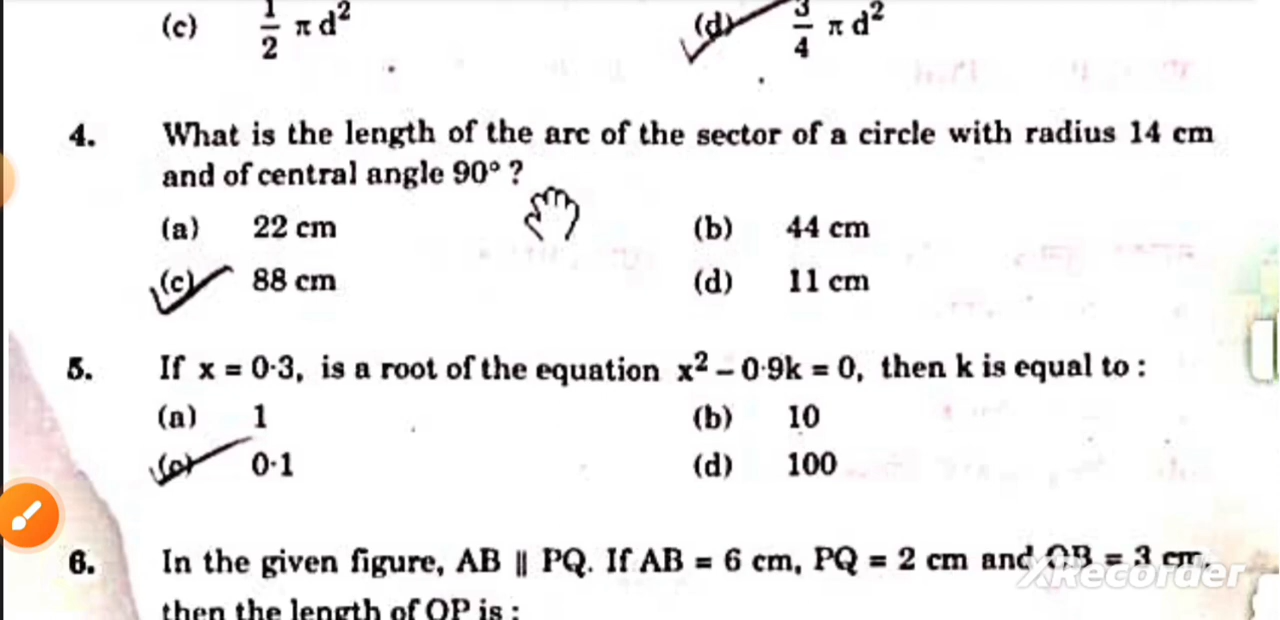 (c) 1/2 π d² (d) 3/4 π d²
4. What is the length of the arc of the sector of a circle with radius 14 cm
and of central angle 90° ?
(a) 22 cm (b) 44 cm
(c) 88 cm (d) 11 cm
5. If x = 0·3, is a root of the equation x² – 0·9k = 0, then k is equal to :
(a) 1 (b) 10
(c) 0·1 (d) 100
6. In the given figure, AB || PQ. If AB = 6 cm, PQ = 2 cm and OB = 3 cm,
XRecorder
then the length of OP is :